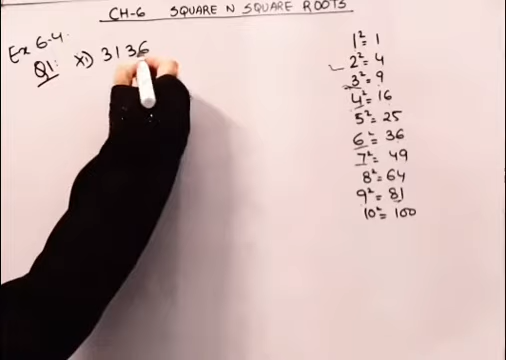 CH-6 SQUARE N SQUARE ROOTS
Ex 6.4.
Q1: xi) 3136
1² = 1
2² = 4
3² = 9
4² = 16
5² = 25
6² = 36
7² = 49
8² = 64
9² = 81
10² = 100